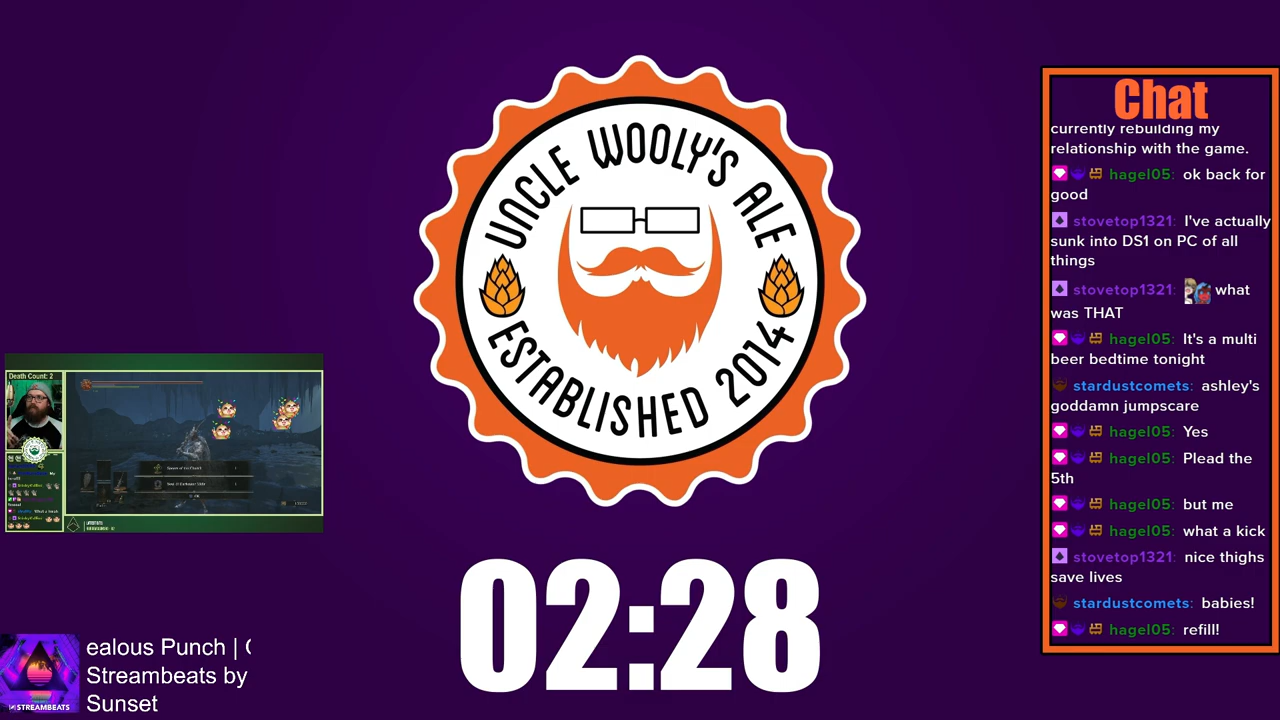 UNCLE WOOLY'S ALE
ESTABLISHED 2014
02:28
Chat
currently rebuilding my
relationship with the game.
hagel05: ok back for
good
stovetop1321: I've actually
sunk into DS1 on PC of all
things
stovetop1321: what
was THAT
hagel05: It's a multi
beer bedtime tonight
stardustcomets: ashley's
goddamn jumpscare
hagel05: Yes
hagel05: Plead the
5th
hagel05: but me
hagel05: what a kick
stovetop1321: nice thighs
save lives
stardustcomets: babies!
hagel05: refill!
Death Count: 2
ealous Punch | (
Streambeats by
Sunset
STREAMBEATS